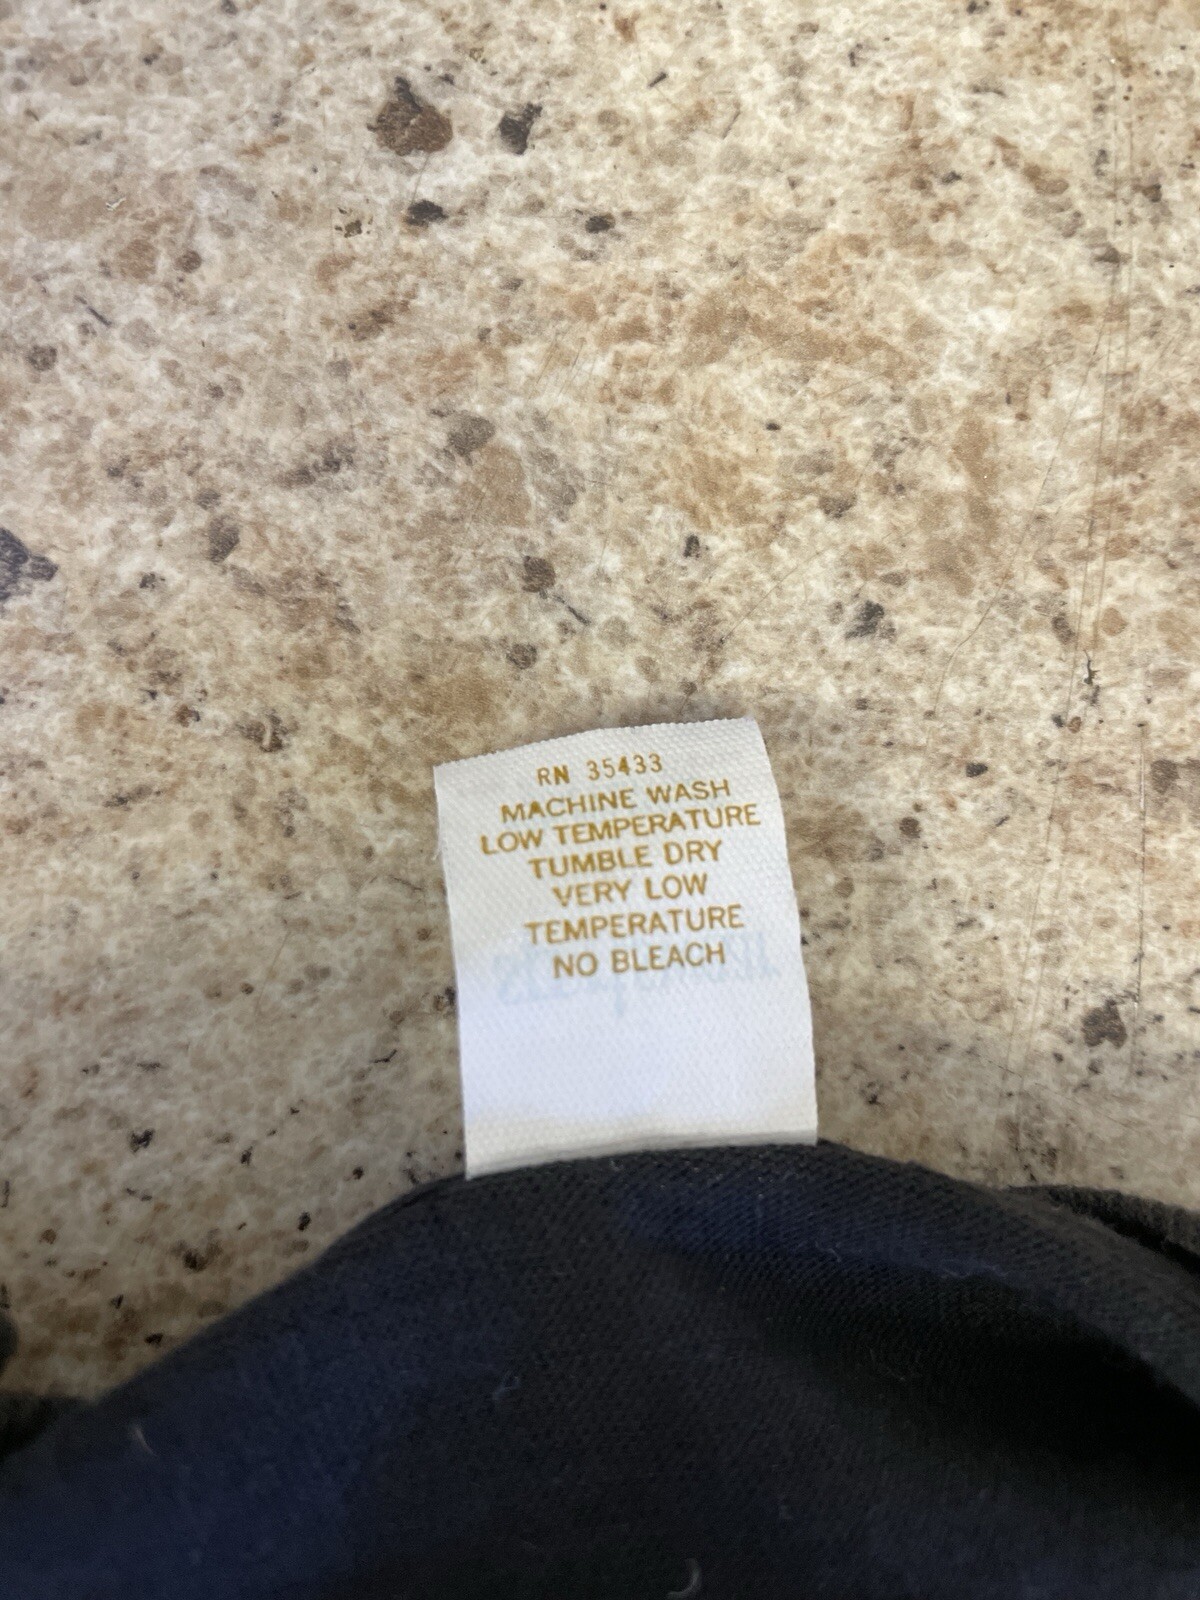 RN 35433
MACHINE WASH
LOW TEMPERATURE
TUMBLE DRY
VERY LOW
TEMPERATURE
NO BLEACH